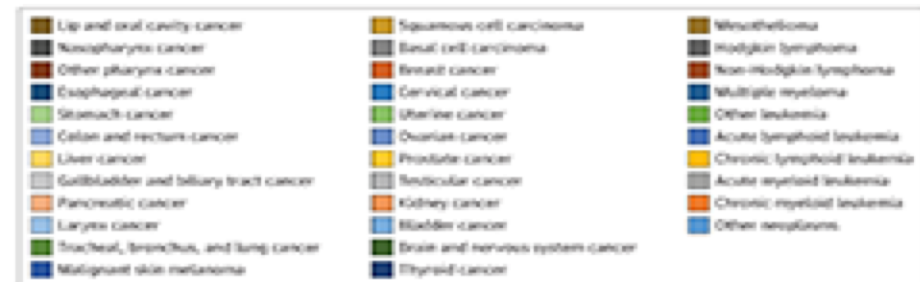 Lip and oral cavity cancer
Nasopharynx cancer
Other pharynx cancer
Esophageal cancer
Stomach cancer
Colon and rectum cancer
Liver cancer
Gallbladder and biliary tract cancer
Pancreatic cancer
Larynx cancer
Tracheal, bronchus, and lung cancer
Malignant skin melanoma
Squamous cell carcinoma
Basal cell carcinoma
Breast cancer
Cervical cancer
Uterine cancer
Ovarian cancer
Prostate cancer
Testicular cancer
Kidney cancer
Bladder cancer
Brain and nervous system cancer
Thyroid cancer
Mesothelioma
Hodgkin lymphoma
Non-Hodgkin lymphoma
Multiple myeloma
Other leukemia
Acute lymphoid leukemia
Chronic lymphoid leukemia
Acute myeloid leukemia
Chronic myeloid leukemia
Other neoplasms